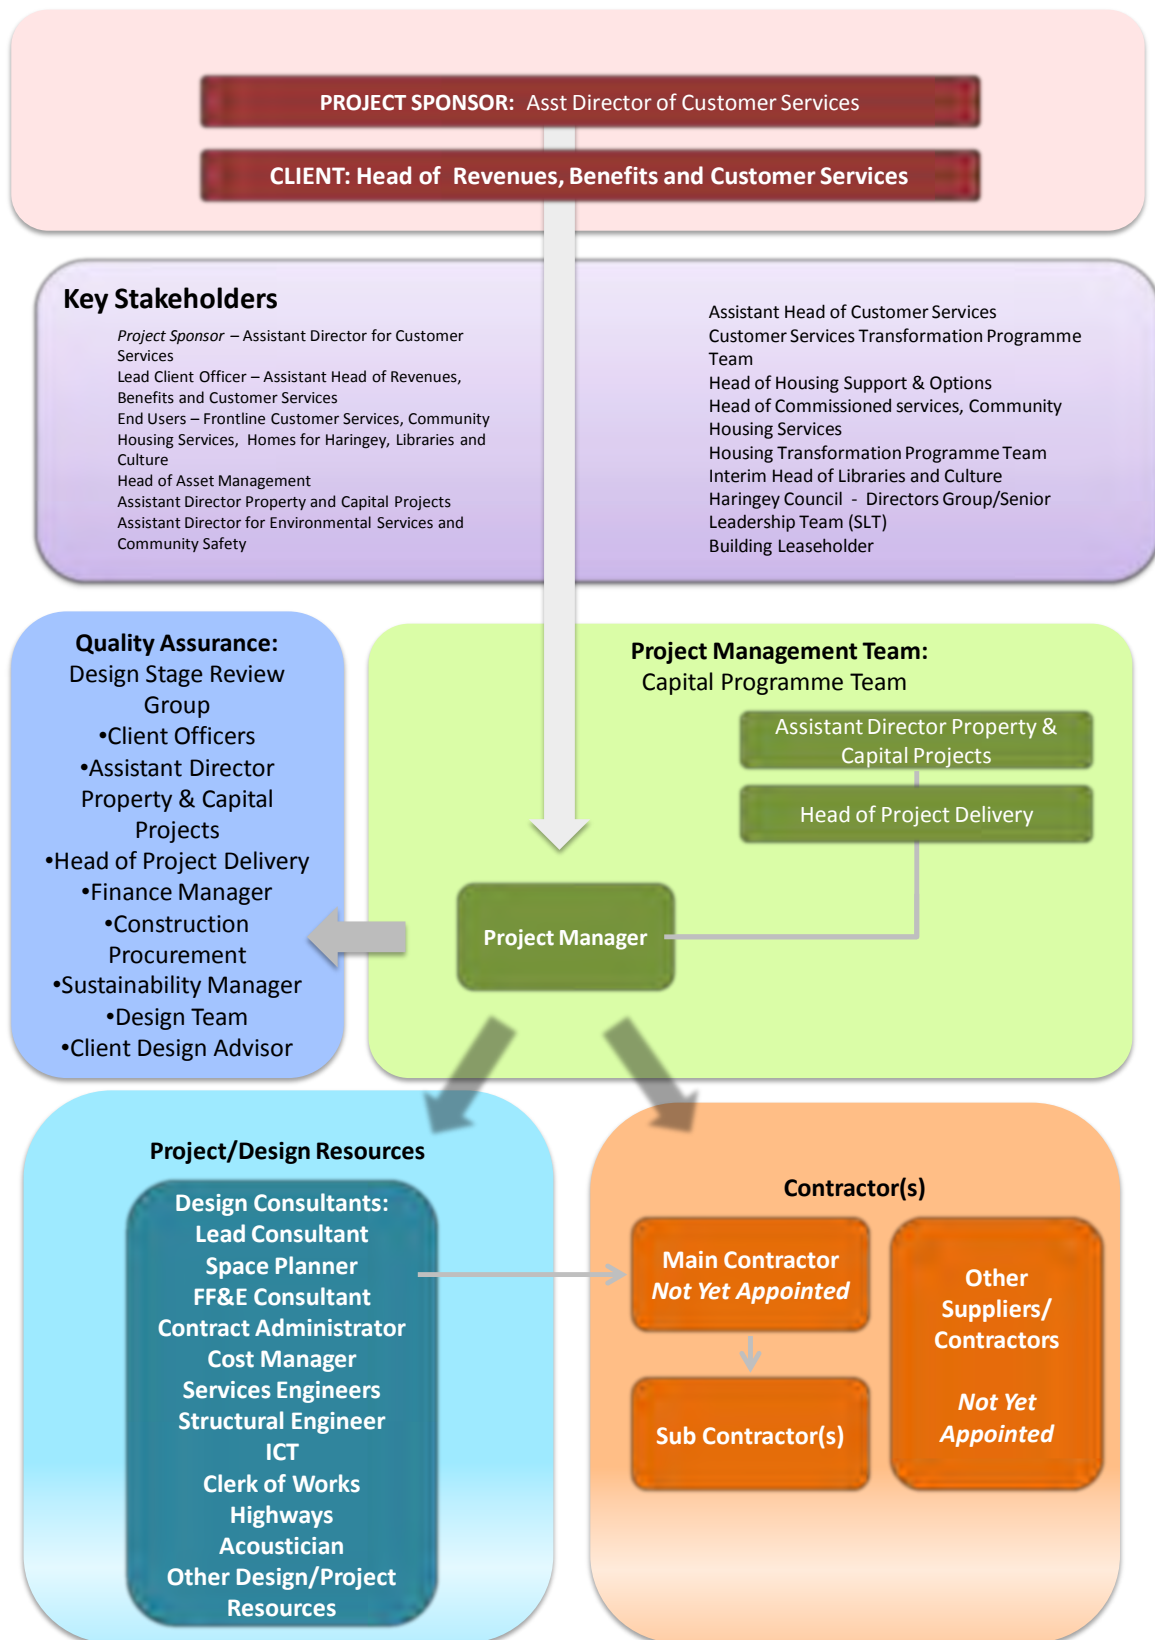 PROJECT SPONSOR: Asst Director of Customer Services
CLIENT: Head of Revenues, Benefits and Customer Services
Key Stakeholders
Project Sponsor – Assistant Director for Customer
Services
Lead Client Officer – Assistant Head of Revenues,
Benefits and Customer Services
End Users – Frontline Customer Services, Community
Housing Services, Homes for Haringey, Libraries and
Culture
Head of Asset Management
Assistant Director Property and Capital Projects
Assistant Director for Environmental Services and
Community Safety
Assistant Head of Customer Services
Customer Services Transformation Programme
Team
Head of Housing Support & Options
Head of Commissioned services, Community
Housing Services
Housing Transformation Programme Team
Interim Head of Libraries and Culture
Haringey Council - Directors Group/Senior
Leadership Team (SLT)
Building Leaseholder
Quality Assurance:
Design Stage Review
Group
•Client Officers
•Assistant Director
Property & Capital
Projects
•Head of Project Delivery
•Finance Manager
•Construction
Procurement
•Sustainability Manager
•Design Team
•Client Design Advisor
Project Management Team:
Capital Programme Team
Assistant Director Property &
Capital Projects
Head of Project Delivery
Project Manager
Project/Design Resources
Design Consultants:
Lead Consultant
Space Planner
FF&E Consultant
Contract Administrator
Cost Manager
Services Engineers
Structural Engineer
ICT
Clerk of Works
Highways
Acoustician
Other Design/Project
Resources
Contractor(s)
Main Contractor
Not Yet Appointed
Sub Contractor(s)
Other
Suppliers/
Contractors
Not Yet
Appointed